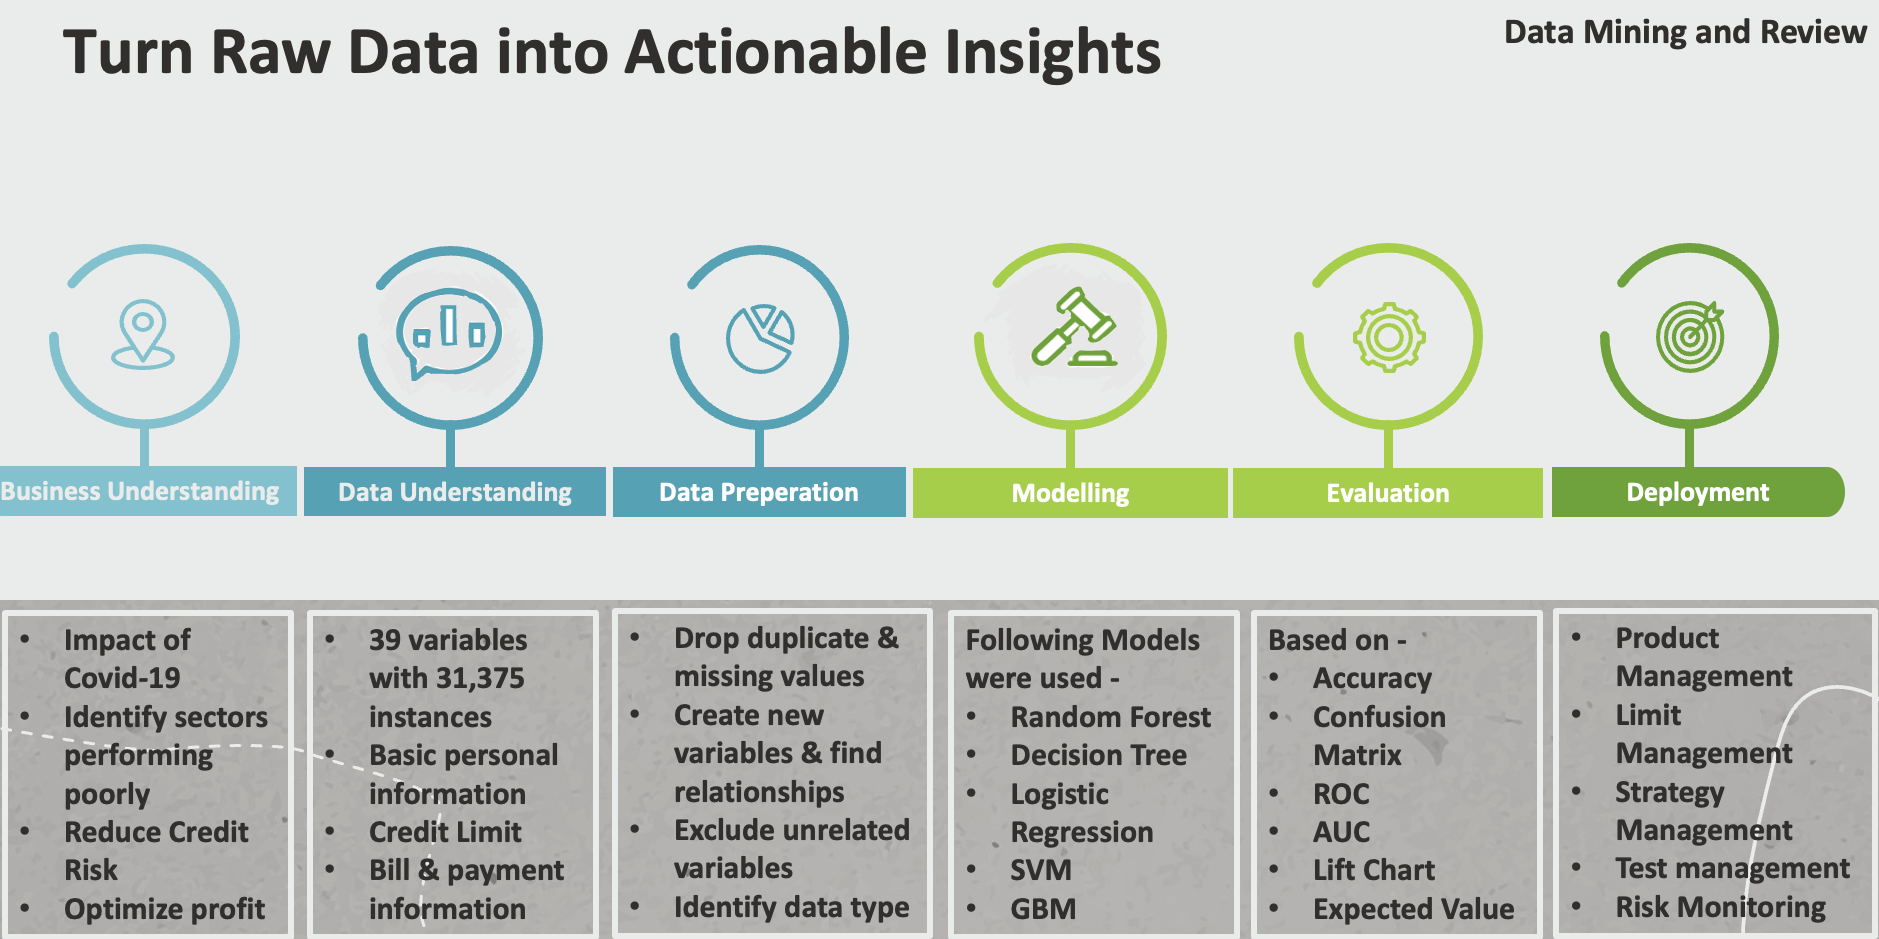 Turn Raw Data into Actionable Insights
Data Mining and Review
Business Understanding
Data Understanding
Data Preperation
Modelling
Evaluation
Deployment
• Impact of
Covid-19
• Identify sectors
performing
poorly
• Reduce Credit
Risk
• Optimize profit
• 39 variables
with 31,375
instances
• Basic personal
information
• Credit Limit
• Bill & payment
information
• Drop duplicate &
missing values
• Create new
variables & find
relationships
• Exclude unrelated
variables
• Identify data type
Following Models
were used -
• Random Forest
• Decision Tree
• Logistic
Regression
• SVM
• GBM
Based on -
• Accuracy
• Confusion
Matrix
• ROC
• AUC
• Lift Chart
• Expected Value
• Product
Management
• Limit
Management
• Strategy
Management
• Test management
• Risk Monitoring